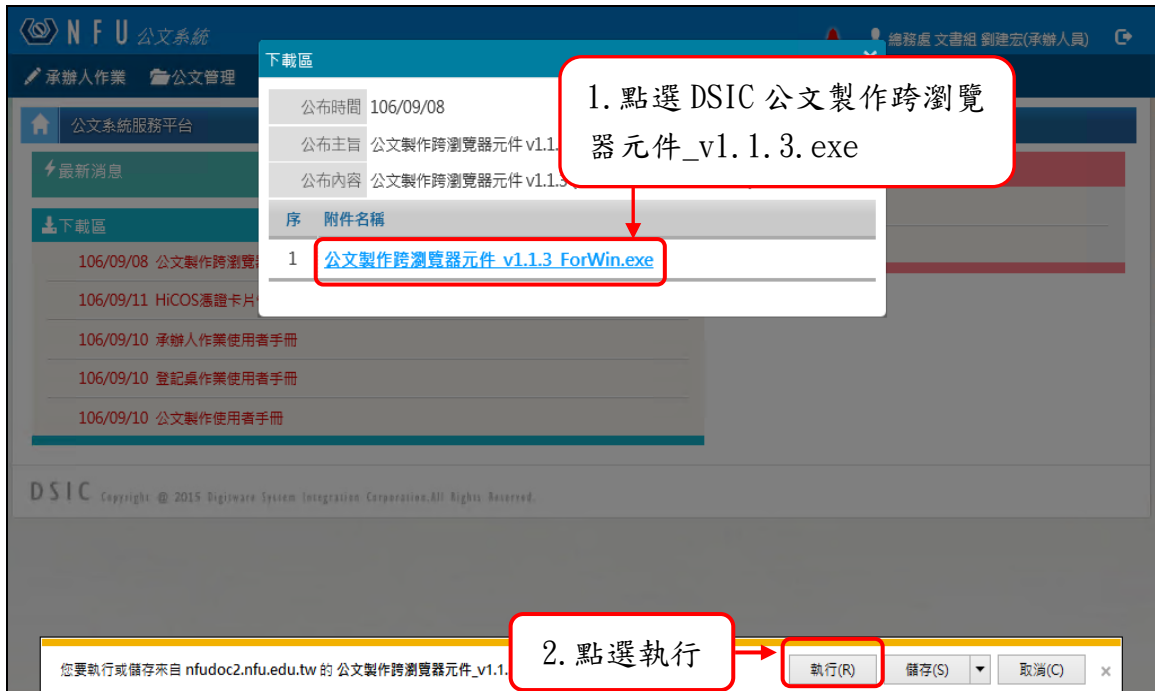 NFU 公文系統
總務處 文書組 劉建宏(承辦人員)
承辦人作業 公文管理
下載區
公文系統服務平台
公布時間 106/09/08
公布主旨 公文製作跨瀏覽器元件 v1.1.
公布內容 公文製作跨瀏覽器元件 v1.1.3
1.點選 DSIC 公文製作跨瀏覽
器元件_v1.1.3.exe
最新消息
序 附件名稱
1 公文製作跨瀏覽器元件_v1.1.3_ForWin.exe
下載區
106/09/08 公文製作跨瀏覽
106/09/11 HiCOS憑證卡片
106/09/10 承辦人作業使用者手冊
106/09/10 登記桌作業使用者手冊
106/09/10 公文製作使用者手冊
DSIC Copyright @ 2015 Digiware System Integration Corporation.All Rights Reserved.
2.點選執行
您要執行或儲存來自 nfudoc2.nfu.edu.tw 的 公文製作跨瀏覽器元件_v1.1.
執行(R) 儲存(S) 取消(C)